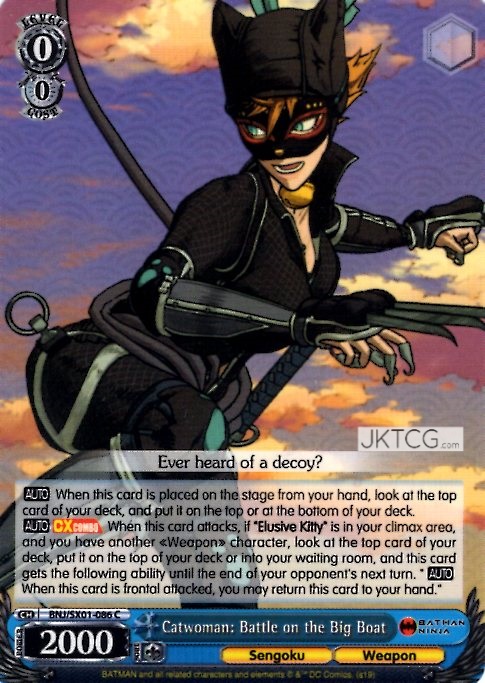 LEVEL
0
0
COST
JKTCG.com
Ever heard of a decoy?
AUTO When this card is placed on the stage from your hand, look at the top
card of your deck, and put it on the top or at the bottom of your deck.
AUTO CX COMBO When this card attacks, if "Elusive Kitty" is in your climax area,
and you have another «Weapon» character, look at the top card of your
deck, put it on the top of your deck or into your waiting room, and this card
gets the following ability until the end of your opponent's next turn. "AUTO
When this card is frontal attacked, you may return this card to your hand."
CH BNJ/SX01-086 C
POWER 2000 SOUL
Catwoman: Battle on the Big Boat
BATMAN NINJA
Sengoku Weapon
BATMAN and all related characters and elements © & ™ DC Comics. (s19)